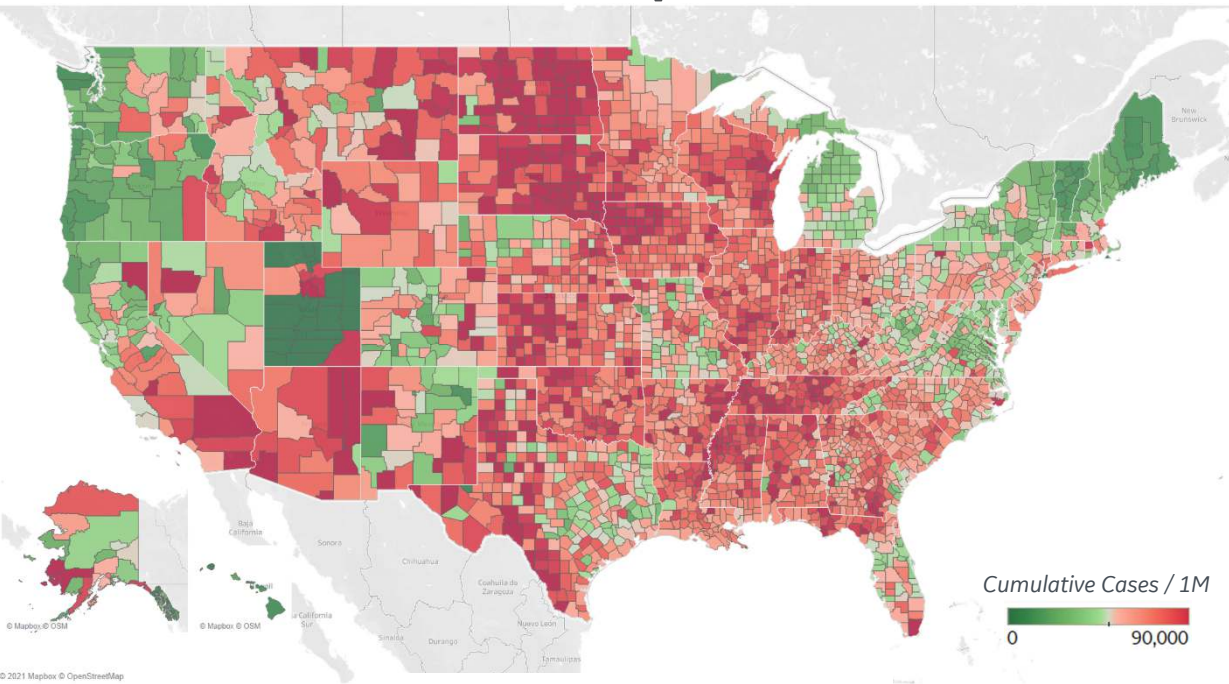 New
Brunswick
Baja
California
Sonora
Chihuahua
Coahuila de
Zaragoza
Nuevo León
Sinaloa
Durango
Tamaulipas
California
Sur
© Mapbox © OSM
© Mapbox © OSM
Cumulative Cases / 1M
0
90,000
© 2021 Mapbox © OpenStreetMap